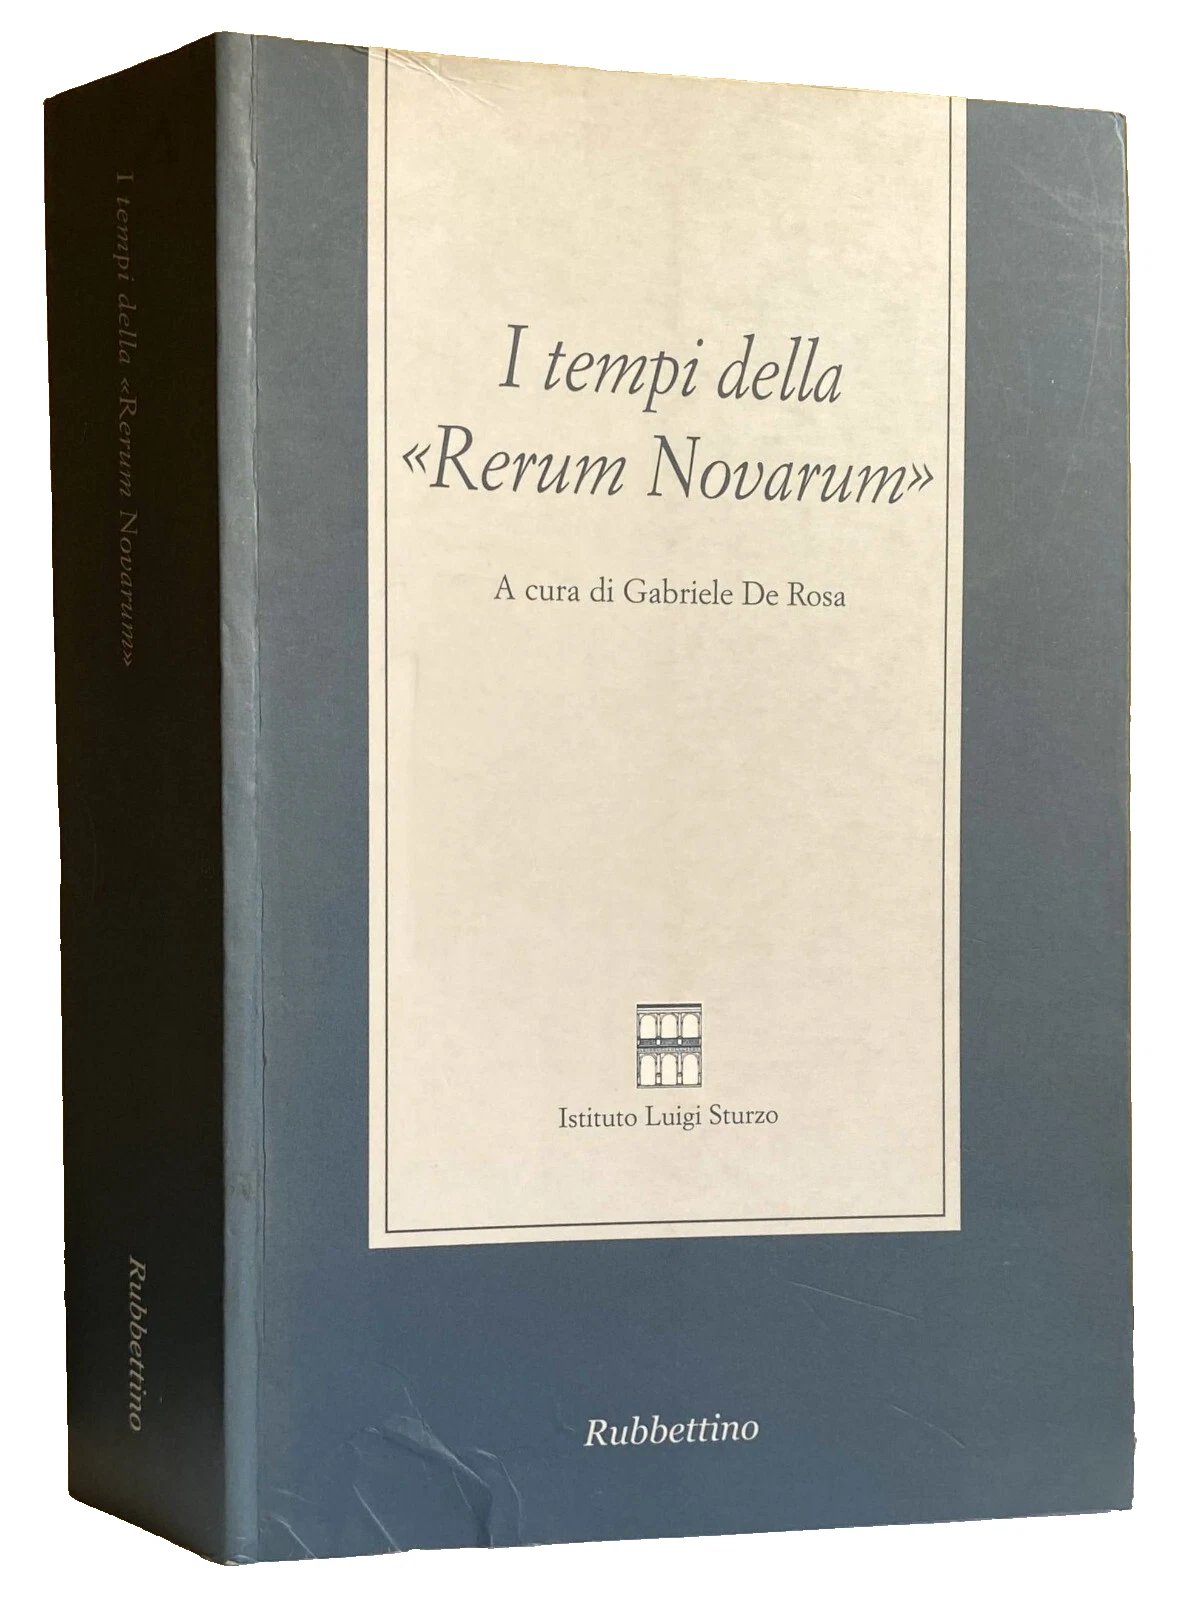 I tempi della «Rerum Novarum»
Rubbettino
I tempi della
«Rerum Novarum»
A cura di Gabriele De Rosa
Istituto Luigi Sturzo
Rubbettino